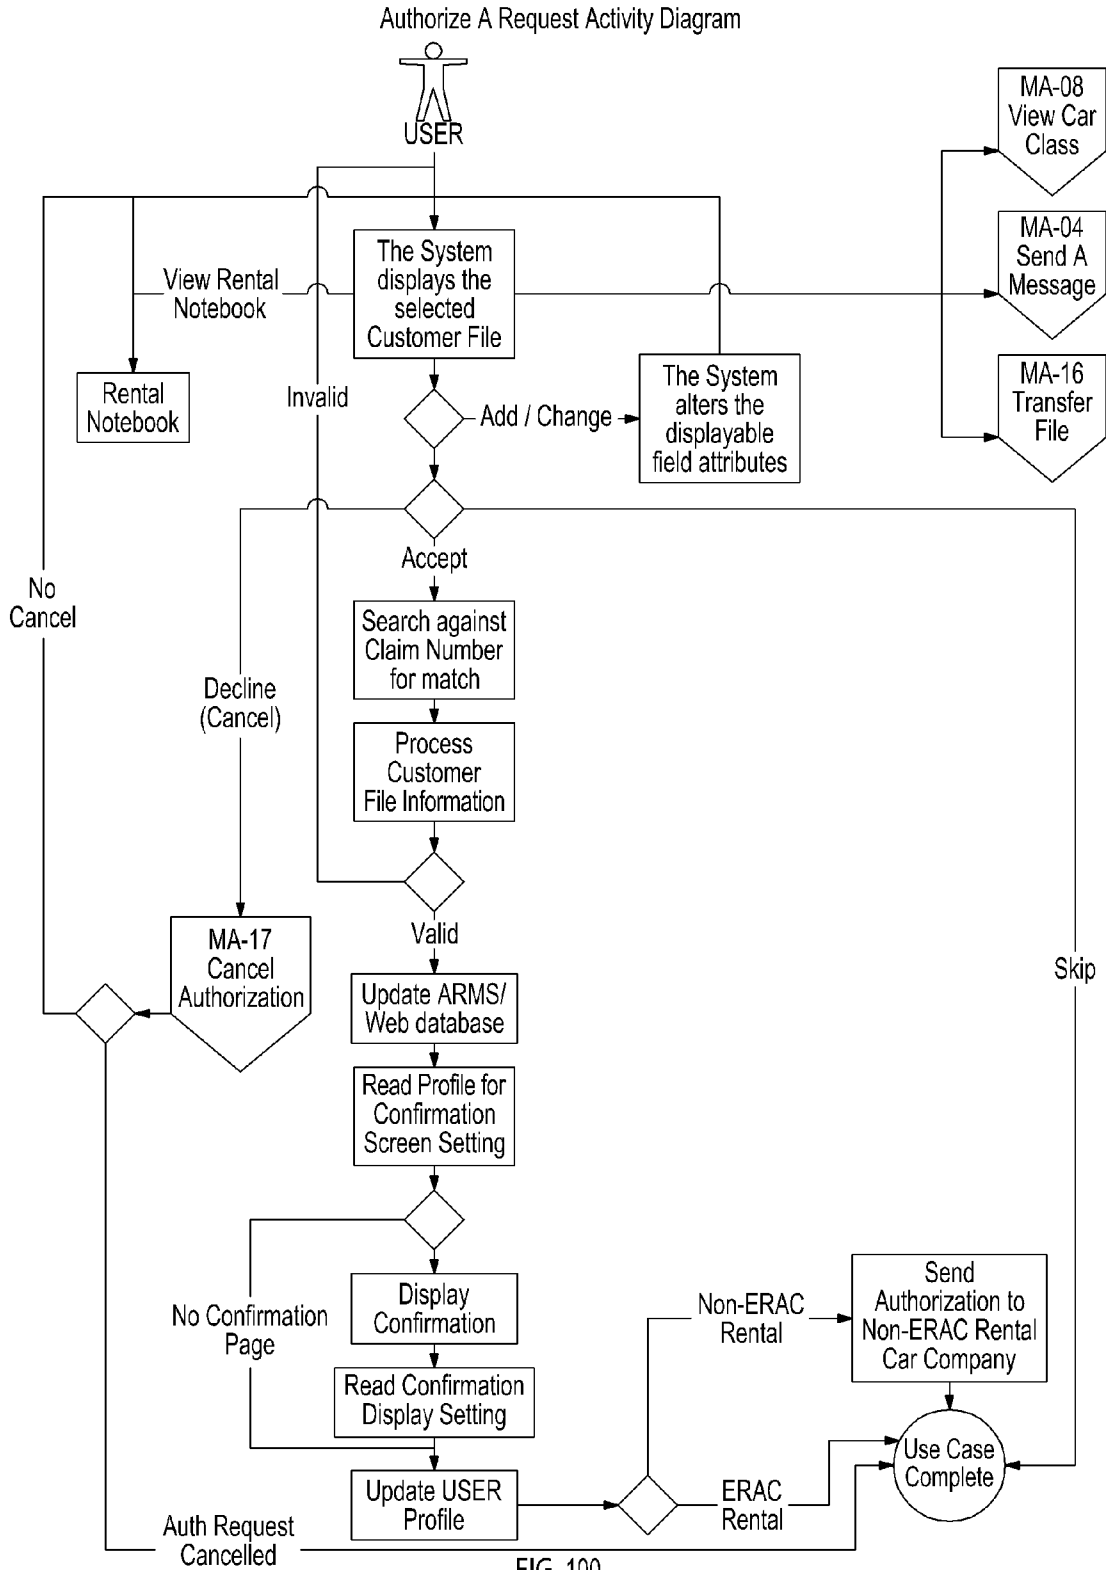 Authorize A Request Activity Diagram
USER
MA-08
View Car
Class
MA-04
Send A
Message
MA-16
Transfer
File
The System
displays the
selected
Customer File
View Rental
Notebook
Rental
Notebook
Invalid
Add / Change
The System
alters the
displayable
field attributes
Accept
No
Cancel
Search against
Claim Number
for match
Decline
(Cancel)
Process
Customer
File Information
Valid
MA-17
Cancel
Authorization
Skip
Update ARMS/
Web database
Read Profile for
Confirmation
Screen Setting
No Confirmation
Page
Display
Confirmation
Read Confirmation
Display Setting
Non-ERAC
Rental
Send
Authorization to
Non-ERAC Rental
Car Company
Use Case
Complete
Update USER
Profile
ERAC
Rental
Auth Request
Cancelled
FIG. 100